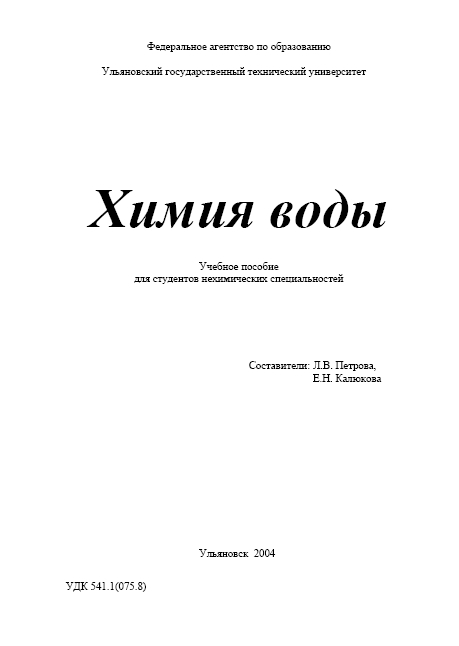 Федеральное агентство по образованию
Ульяновский государственный технический университет
Химия воды
Учебное пособие
для студентов нехимических специальностей
Составители: Л.В. Петрова,
Е.Н. Калюкова
Ульяновск 2004
УДК 541.1(075.8)